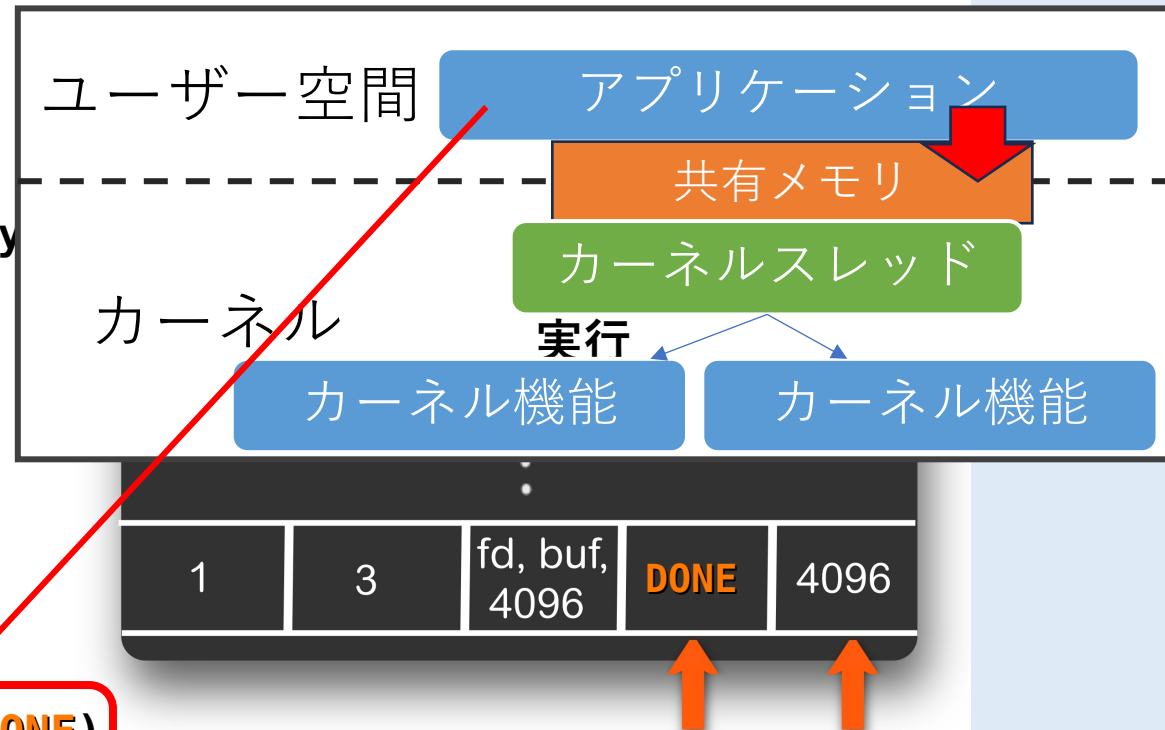 ユーザー空間
アプリケーション
共有メモリ
y
カーネルスレッド
カーネル
実行
カーネル機能
カーネル機能
1
3
fd, buf,
4096
DONE
4096
ONE)